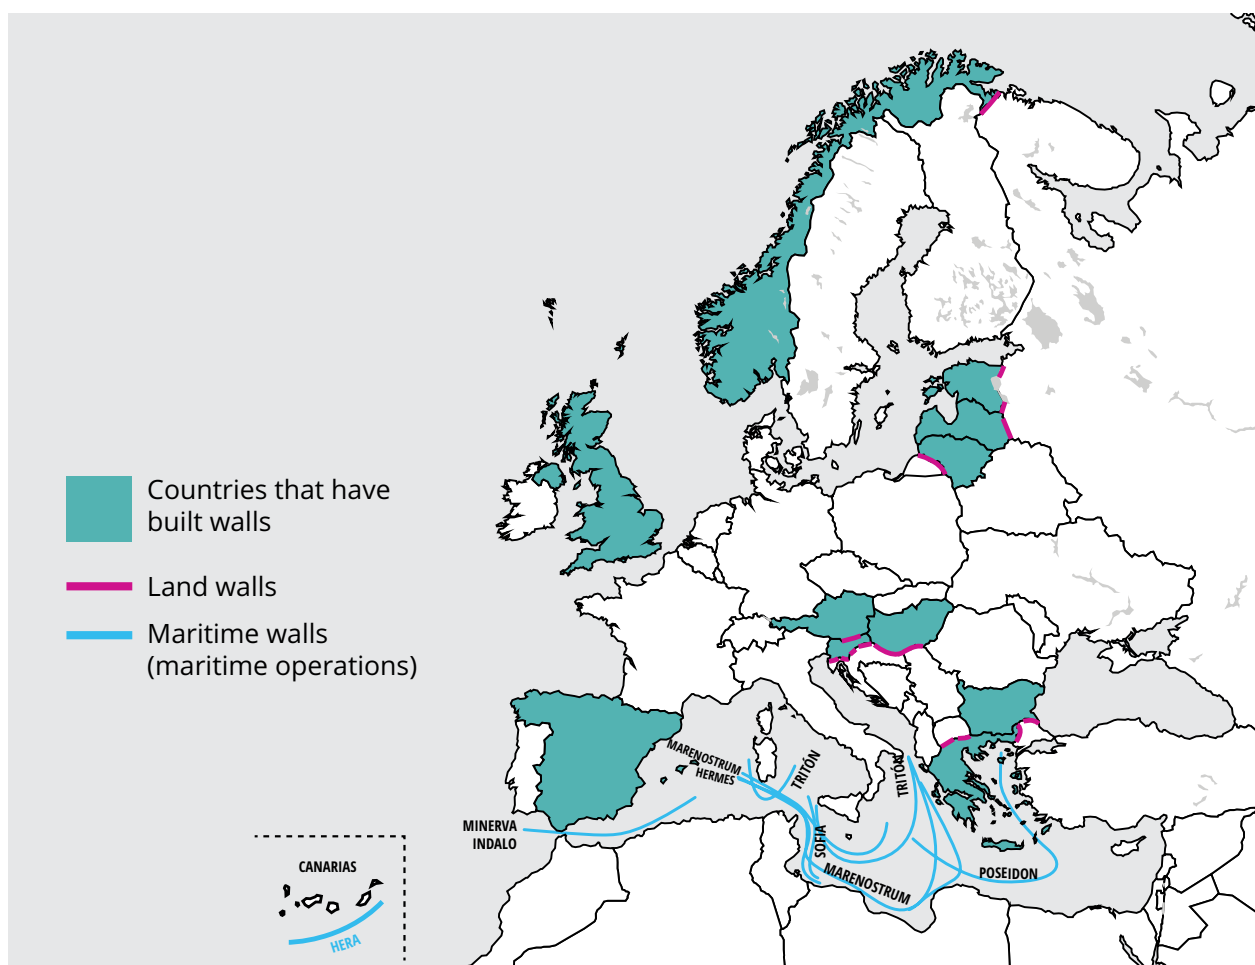 Countries that have
built walls
Land walls
Maritime walls
(maritime operations)
MARENOSTRUM
HERMES
TRITÓN
TRITÓN
SOFIA
MINERVA
INDALO
MARENOSTRUM
POSEIDON
CANARIAS
HERA